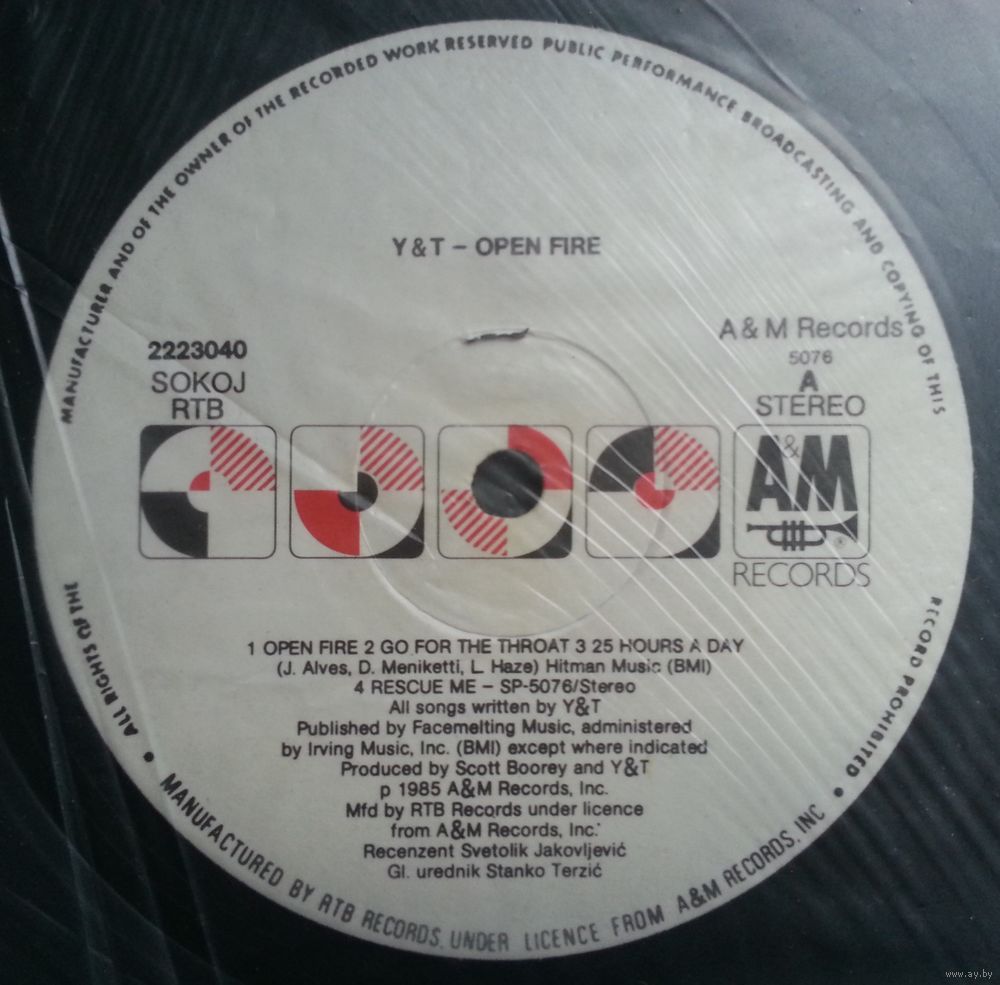 • ALL RIGHTS OF THE MANUFACTURER AND OF THE OWNER OF THE RECORDED WORK RESERVED PUBLIC PERFORMANCE BROADCASTING AND COPYING OF THIS RECORD PROHIBITED •
Y & T – OPEN FIRE
2223040
SOKOJ
RTB
A & M Records
5076
A
STEREO
A&M
®
RECORDS
1 OPEN FIRE 2 GO FOR THE THROAT 3 25 HOURS A DAY
(J. Alves, D. Meniketti, L. Haze) Hitman Music (BMI)
4 RESCUE ME – SP-5076/Stereo
All songs written by Y&T
Published by Facemelting Music, administered
by Irving Music, Inc. (BMI) except where indicated
Produced by Scott Boorey and Y&T
p 1985 A&M Records, Inc.
Mfd by RTB Records under licence
from A&M Records, Inc.
Recenzent Svetolik Jakovljević
Gl. urednik Stanko Terzić
MANUFACTURED BY RTB RECORDS. UNDER LICENCE FROM A&M RECORDS, INC
www.ay.by